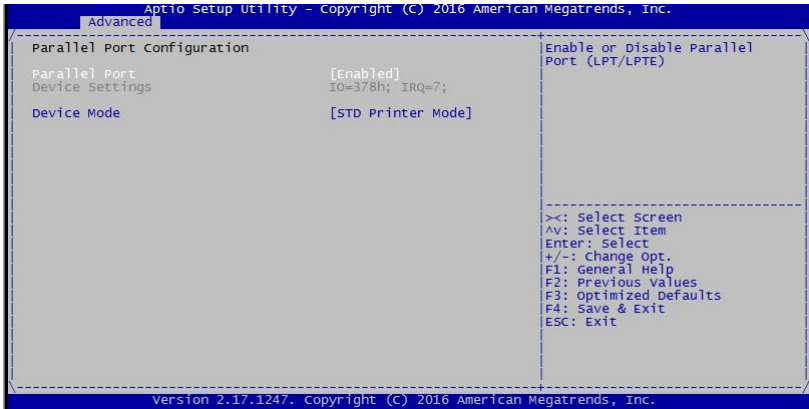 Aptio Setup Utility - Copyright (C) 2016 American Megatrends, Inc.
Advanced
Parallel Port Configuration
Parallel Port [Enabled]
Device Settings IO=378h; IRQ=7;
Device Mode [STD Printer Mode]
Enable or Disable Parallel
Port (LPT/LPTE)
><: Select Screen
^v: Select Item
Enter: Select
+/-: Change Opt.
F1: General Help
F2: Previous Values
F3: Optimized Defaults
F4: Save & Exit
ESC: Exit
Version 2.17.1247. Copyright (C) 2016 American Megatrends, Inc.